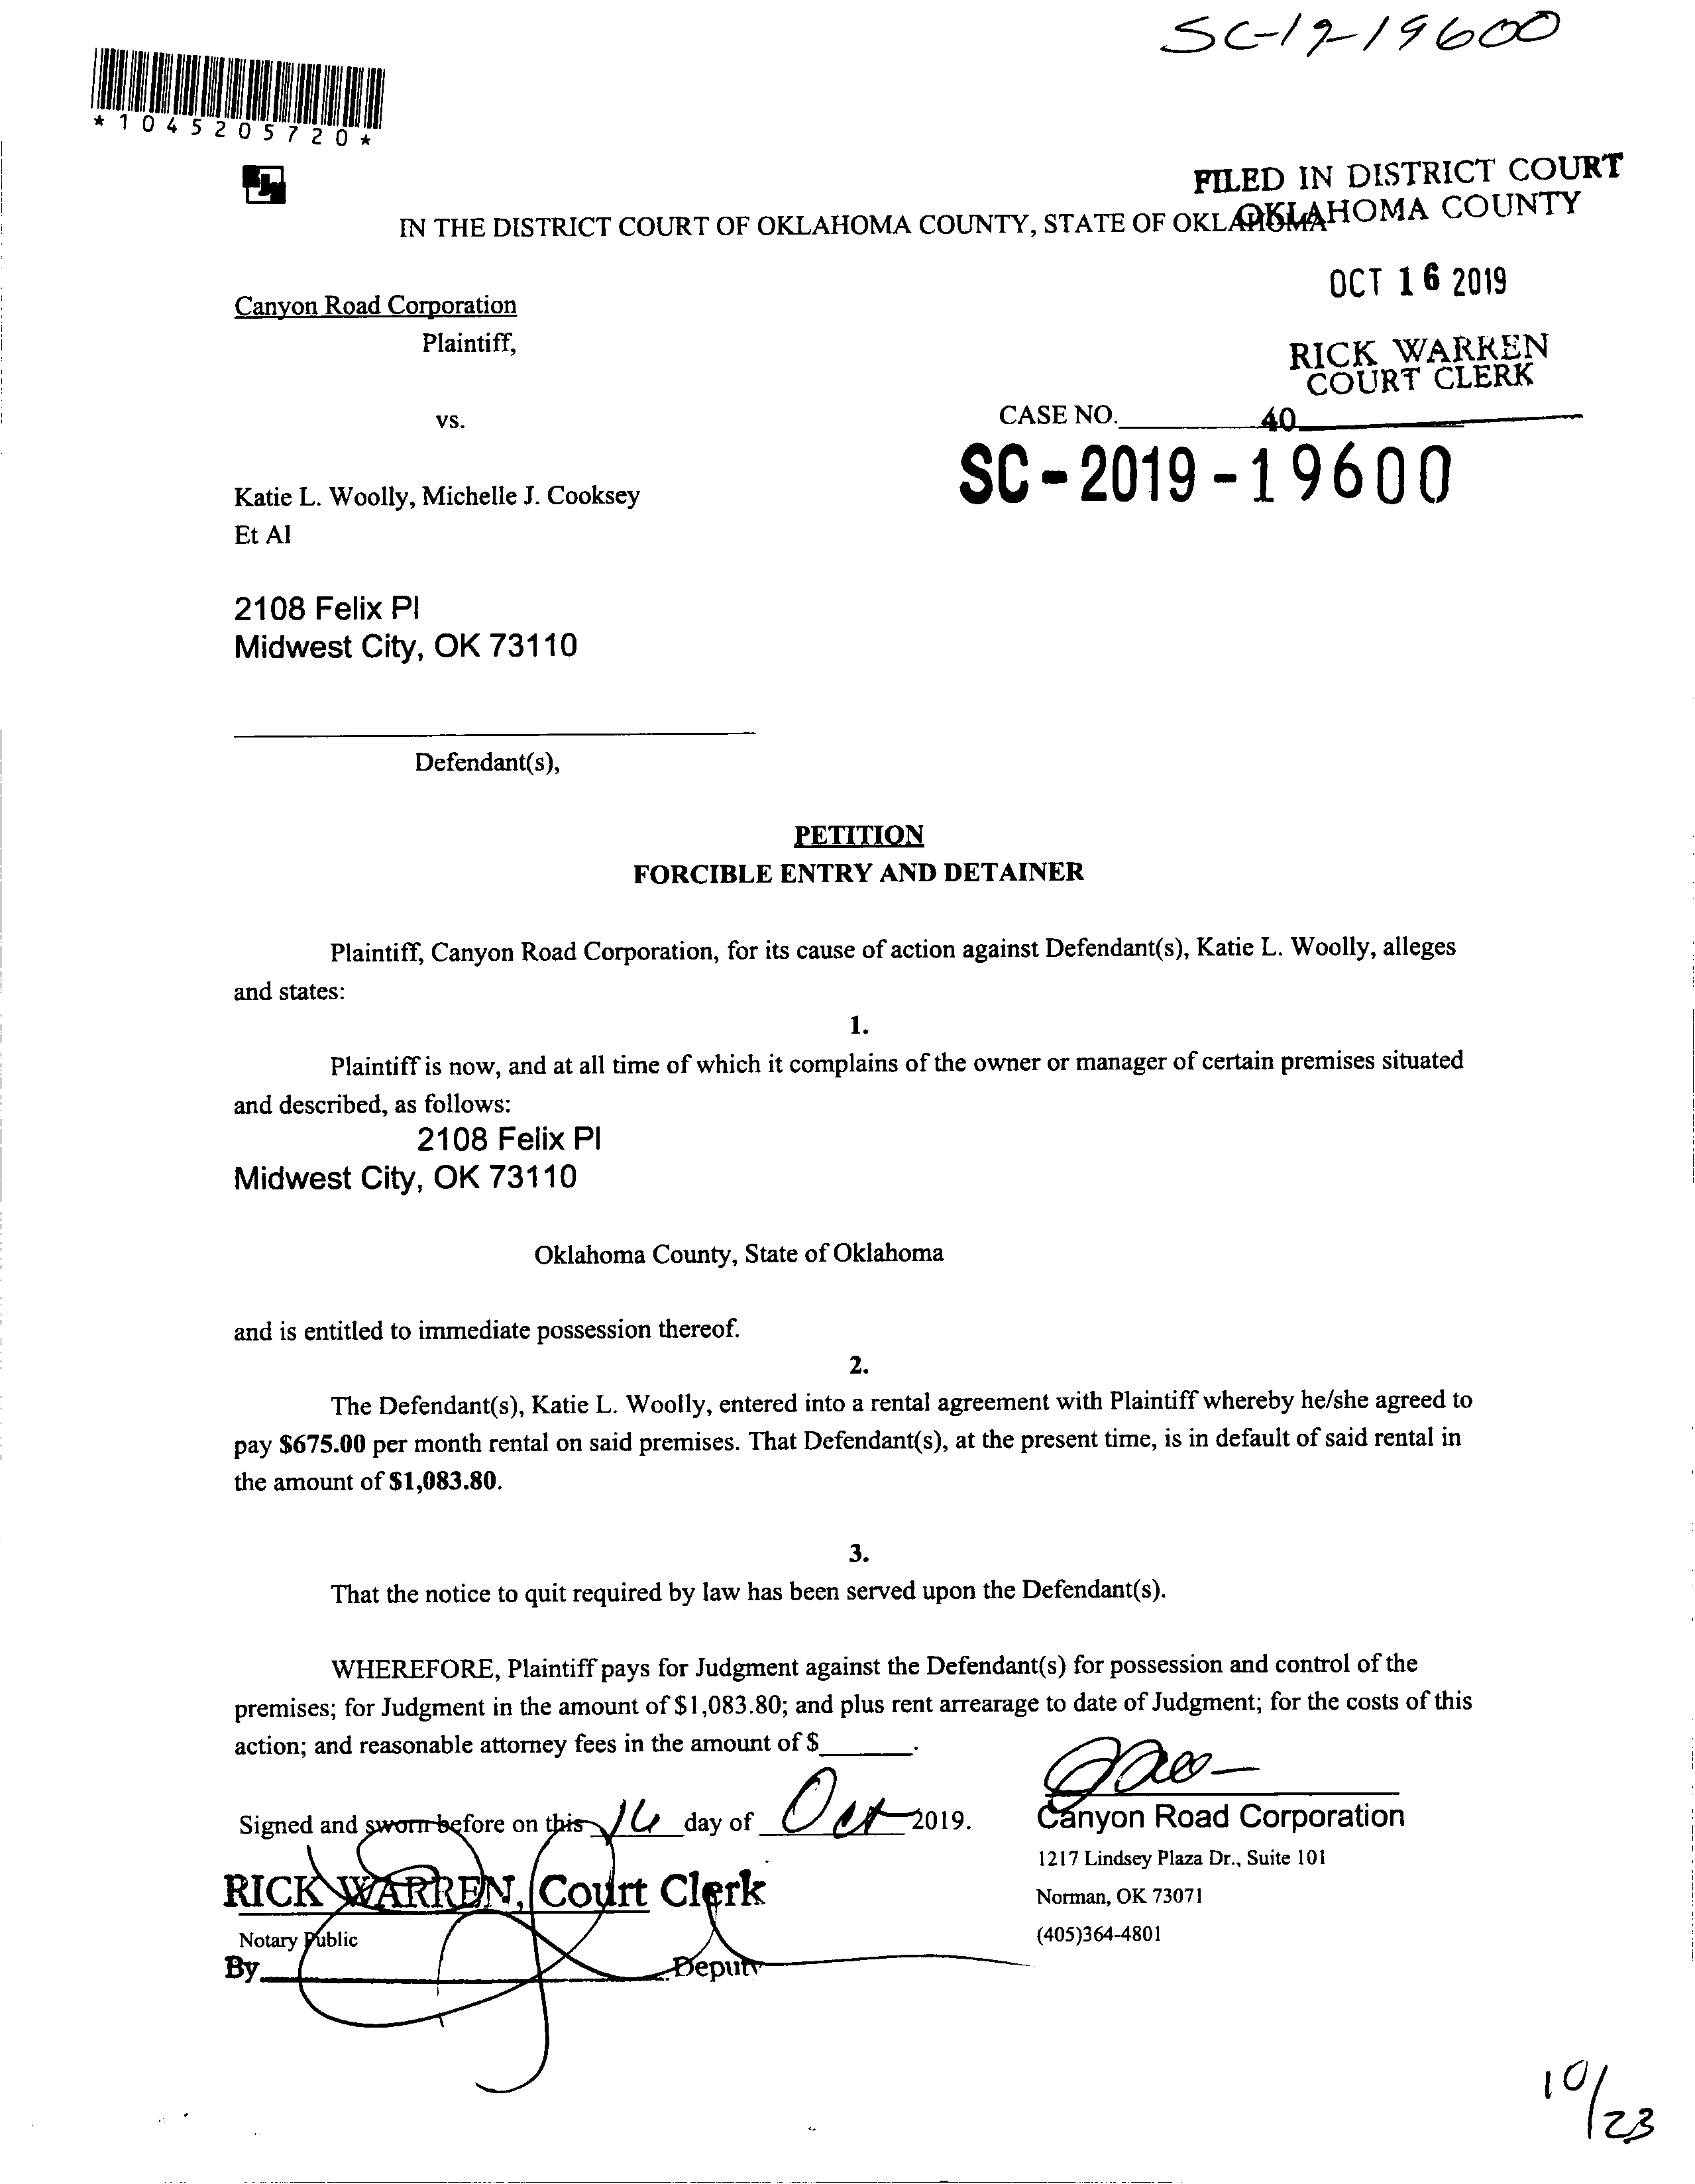 SC-19-19600
*1045205720*
FILED IN DISTRICT COURT
OKLAHOMA COUNTY
IN THE DISTRICT COURT OF OKLAHOMA COUNTY, STATE OF OKLAHOMA
OCT 16 2019
Canyon Road Corporation
Plaintiff,
RICK WARREN
COURT CLERK
vs.
CASE NO. 40
SC-2019-19600
Katie L. Woolly, Michelle J. Cooksey
Et Al
2108 Felix Pl
Midwest City, OK 73110
Defendant(s),
PETITION
FORCIBLE ENTRY AND DETAINER
Plaintiff, Canyon Road Corporation, for its cause of action against Defendant(s), Katie L. Woolly, alleges
and states:
1.
Plaintiff is now, and at all time of which it complains of the owner or manager of certain premises situated
and described, as follows:
2108 Felix Pl
Midwest City, OK 73110
Oklahoma County, State of Oklahoma
and is entitled to immediate possession thereof.
2.
The Defendant(s), Katie L. Woolly, entered into a rental agreement with Plaintiff whereby he/she agreed to
pay $675.00 per month rental on said premises. That Defendant(s), at the present time, is in default of said rental in
the amount of $1,083.80.
3.
That the notice to quit required by law has been served upon the Defendant(s).
WHEREFORE, Plaintiff pays for Judgment against the Defendant(s) for possession and control of the
premises; for Judgment in the amount of $1,083.80; and plus rent arrearage to date of Judgment; for the costs of this
action; and reasonable attorney fees in the amount of $_______.
Signed and sworn before on this 16 day of Oct 2019.
Canyon Road Corporation
1217 Lindsey Plaza Dr., Suite 101
RICK WARREN, Court Clerk
Norman, OK 73071
Notary Public
(405)364-4801
By Deputy
10/23